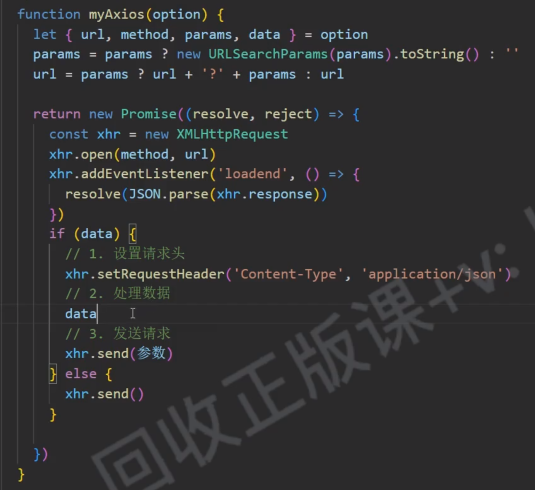 function myAxios(option) {
let { url, method, params, data } = option
params = params ? new URLSearchParams(params).toString() : ''
url = params ? url + '?' + params : url
return new Promise((resolve, reject) => {
const xhr = new XMLHttpRequest
xhr.open(method, url)
xhr.addEventListener('loadend', () => {
resolve(JSON.parse(xhr.response))
})
if (data) {
// 1. 设置请求头
xhr.setRequestHeader('Content-Type', 'application/json')
// 2. 处理数据
data
// 3. 发送请求
xhr.send(参数)
} else {
xhr.send()
}
})
}
回收正版课+v: